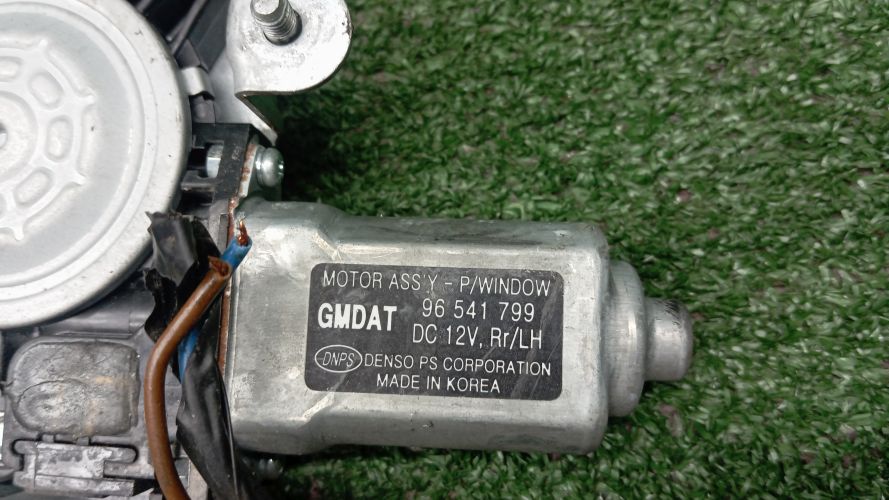 MOTOR ASS'Y - P/WINDOW
GMDAT 96 541 799
DC 12V, Rr/LH
DNPS DENSO PS CORPORATION
MADE IN KOREA